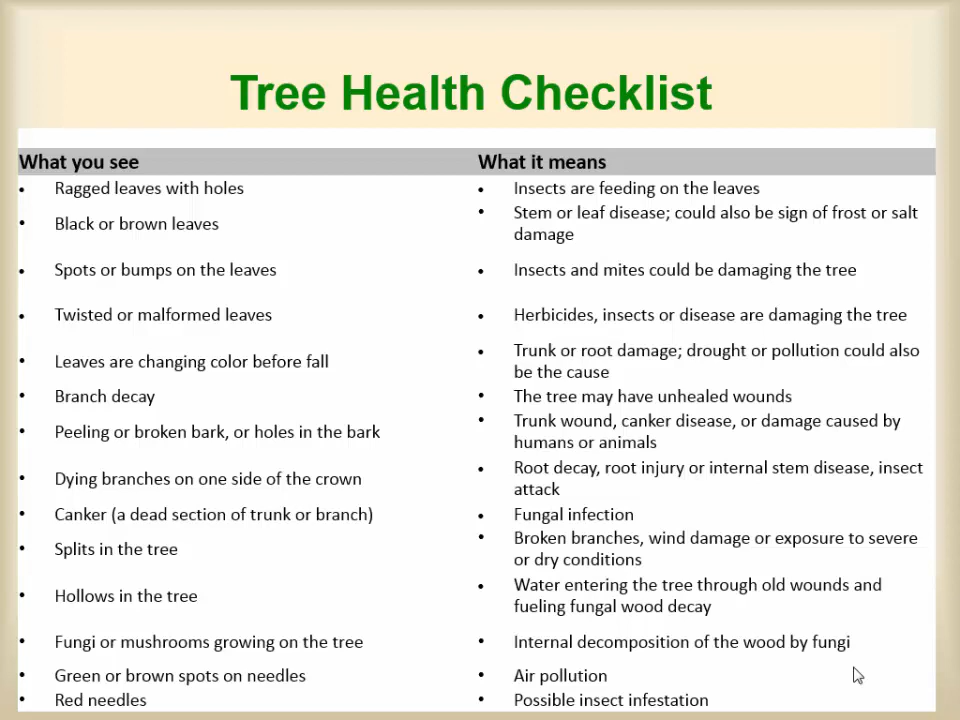 Tree Health Checklist
What you see	What it means
• Ragged leaves with holes	• Insects are feeding on the leaves
• Black or brown leaves	• Stem or leaf disease; could also be sign of frost or salt
damage
• Spots or bumps on the leaves	• Insects and mites could be damaging the tree
• Twisted or malformed leaves	• Herbicides, insects or disease are damaging the tree
• Leaves are changing color before fall	• Trunk or root damage; drought or pollution could also
be the cause
• Branch decay	• The tree may have unhealed wounds
• Peeling or broken bark, or holes in the bark	• Trunk wound, canker disease, or damage caused by
humans or animals
• Dying branches on one side of the crown	• Root decay, root injury or internal stem disease, insect
attack
• Canker (a dead section of trunk or branch)	• Fungal infection
• Splits in the tree	• Broken branches, wind damage or exposure to severe
or dry conditions
• Hollows in the tree	• Water entering the tree through old wounds and
fueling fungal wood decay
• Fungi or mushrooms growing on the tree	• Internal decomposition of the wood by fungi
• Green or brown spots on needles	• Air pollution
• Red needles	• Possible insect infestation